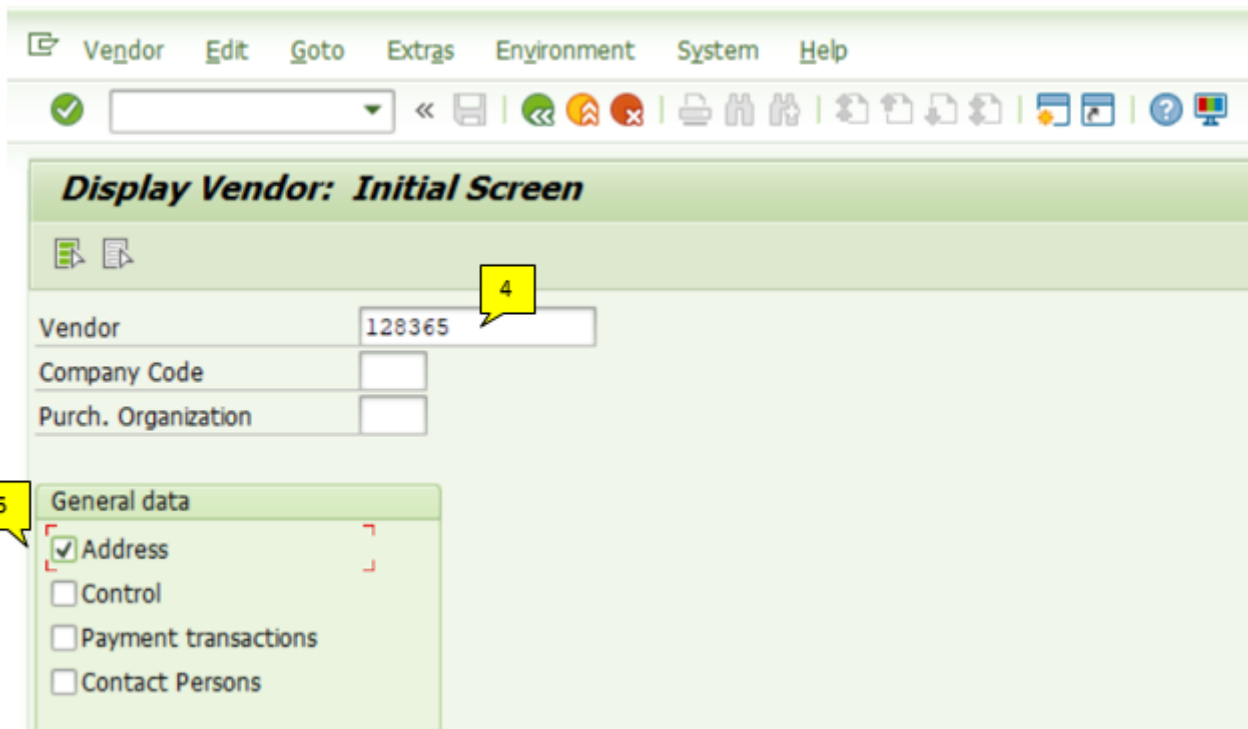 Vendor Edit Goto Extras Environment System Help
Display Vendor: Initial Screen
4
Vendor 128365
Company Code
Purch. Organization
5
General data
Address
Control
Payment transactions
Contact Persons